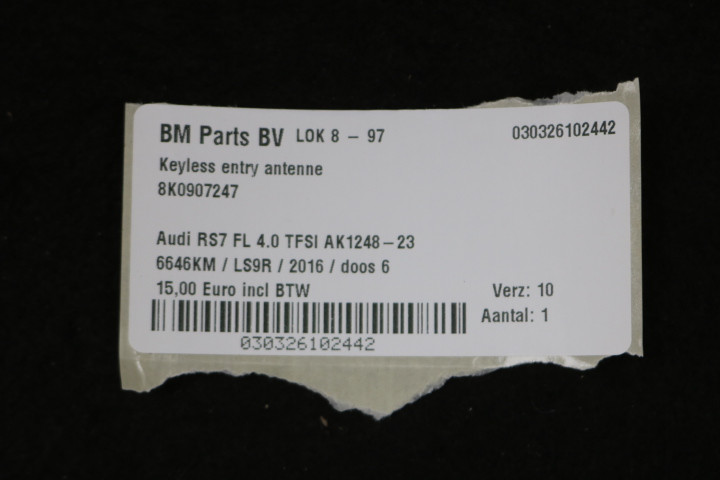 BM Parts BV LOK 8 - 97 030326102442
Keyless entry antenne
8K0907247
Audi RS7 FL 4.0 TFSI AK1248-23
6646KM / LS9R / 2016 / doos 6
15,00 Euro incl BTW Verz: 10
Aantal: 1
030326102442